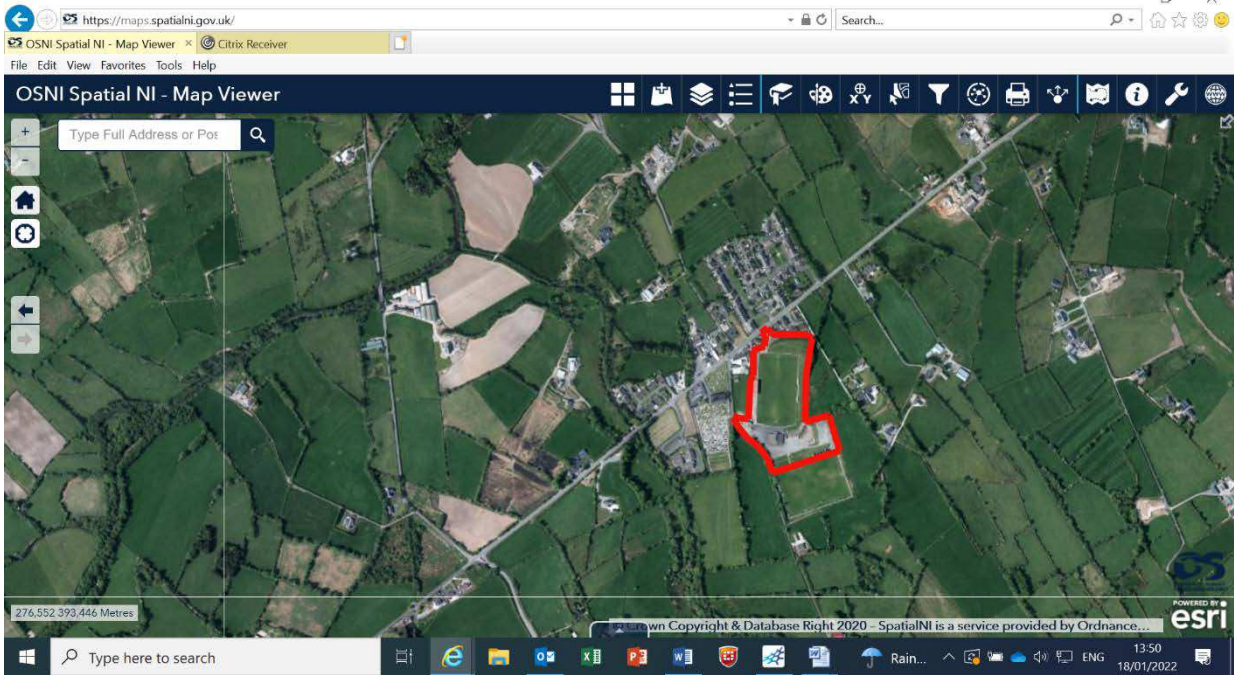 https://maps.spatialni.gov.uk/
Search...
OSNI Spatial NI - Map Viewer
Citrix Receiver
File Edit View Favorites Tools Help
OSNI Spatial NI - Map Viewer
Type Full Address or Pos
276,552 393,446 Metres
POWERED BY
esri
Crown Copyright & Database Right 2020 - SpatialNI is a service provided by Ordnance...
Type here to search
Rain...
ENG
13:50
18/01/2022